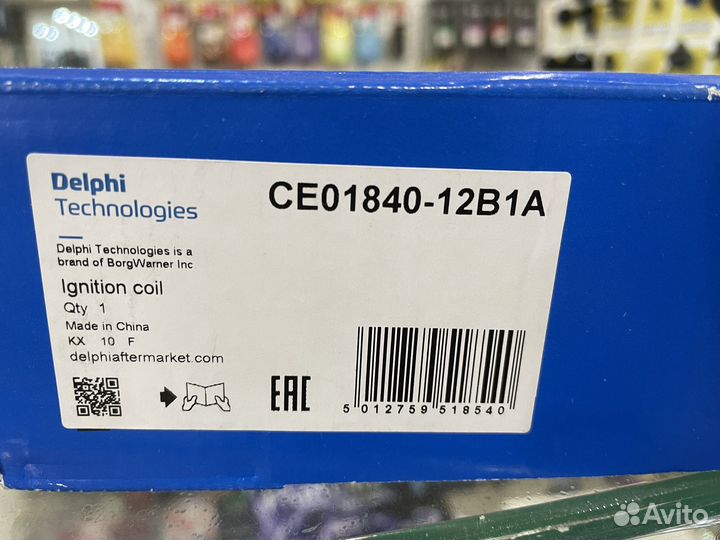 Delphi
Technologies
CE01840-12B1A
Delphi Technologies is a
brand of BorgWarner Inc
Ignition coil
Qty 1
Made in China
KX 10 F
delphiaftermarket.com
EAC
5 012759 518540
Avito